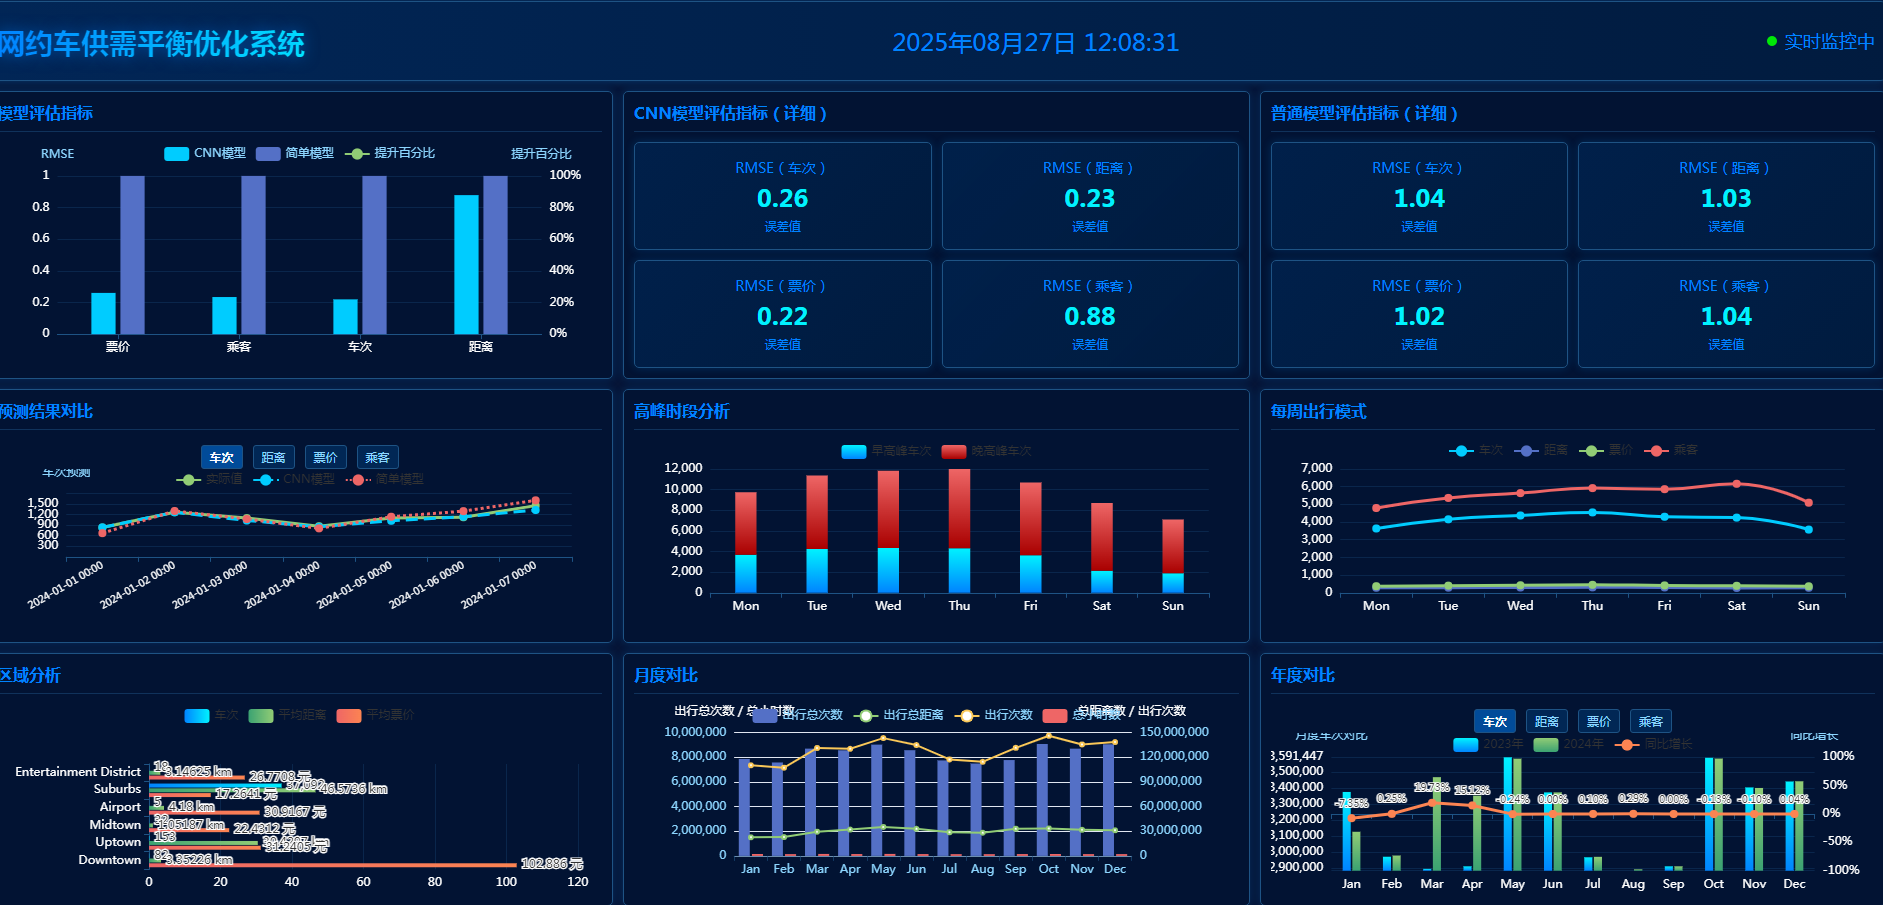 网约车供需平衡优化系统
2025年08月27日 12:08:31
实时监控中
模型评估指标
RMSE
CNN模型
简单模型
提升百分比
提升百分比
1
0.8
0.6
0.4
0.2
0
100%
80%
60%
40%
20%
0%
票价
乘客
车次
距离
CNN模型评估指标（详细）
RMSE（车次）
0.26
误差值
RMSE（距离）
0.23
误差值
RMSE（票价）
0.22
误差值
RMSE（乘客）
0.88
误差值
普通模型评估指标（详细）
RMSE（车次）
1.04
误差值
RMSE（距离）
1.03
误差值
RMSE（票价）
1.02
误差值
RMSE（乘客）
1.04
误差值
预测结果对比
车次
距离
票价
乘客
车次预测
实际值
CNN模型
简单模型
1,500
1,200
900
600
300
2024-01-01 00:00
2024-01-02 00:00
2024-01-03 00:00
2024-01-04 00:00
2024-01-05 00:00
2024-01-06 00:00
2024-01-07 00:00
高峰时段分析
早高峰车次
晚高峰车次
12,000
10,000
8,000
6,000
4,000
2,000
0
Mon
Tue
Wed
Thu
Fri
Sat
Sun
每周出行模式
车次
距离
票价
乘客
7,000
6,000
5,000
4,000
3,000
2,000
1,000
0
Mon
Tue
Wed
Thu
Fri
Sat
Sun
区域分析
车次
平均距离
平均票价
Entertainment District
Suburbs
Airport
Midtown
Uptown
Downtown
3.14625 km
26.7708 元
46.5736 km
17.2841 元
5
4.18 km
30.9167 元
22.4312 元
153
82
3.35226 km
102.886 元
0
20
40
60
80
100
120
月度对比
出行总次数 / 总小时数
出行总次数
出行总距离
出行次数
总小时数
总距离数 / 出行次数
10,000,000
8,000,000
6,000,000
4,000,000
2,000,000
0
150,000,000
120,000,000
90,000,000
60,000,000
30,000,000
0
Jan
Feb
Mar
Apr
May
Jun
Jul
Aug
Sep
Oct
Nov
Dec
年度对比
车次
距离
票价
乘客
月度车次对比
2023年
2024年
同比增长
同比增长
3,591,447
3,500,000
3,400,000
3,300,000
3,200,000
3,100,000
3,000,000
2,900,000
100%
50%
0%
-50%
-100%
-7.85%
0.25%
19.73%
15.12%
-0.24%
0.00%
0.10%
0.29%
0.00%
-0.13%
-0.10%
0.04%
Jan
Feb
Mar
Apr
May
Jun
Jul
Aug
Sep
Oct
Nov
Dec